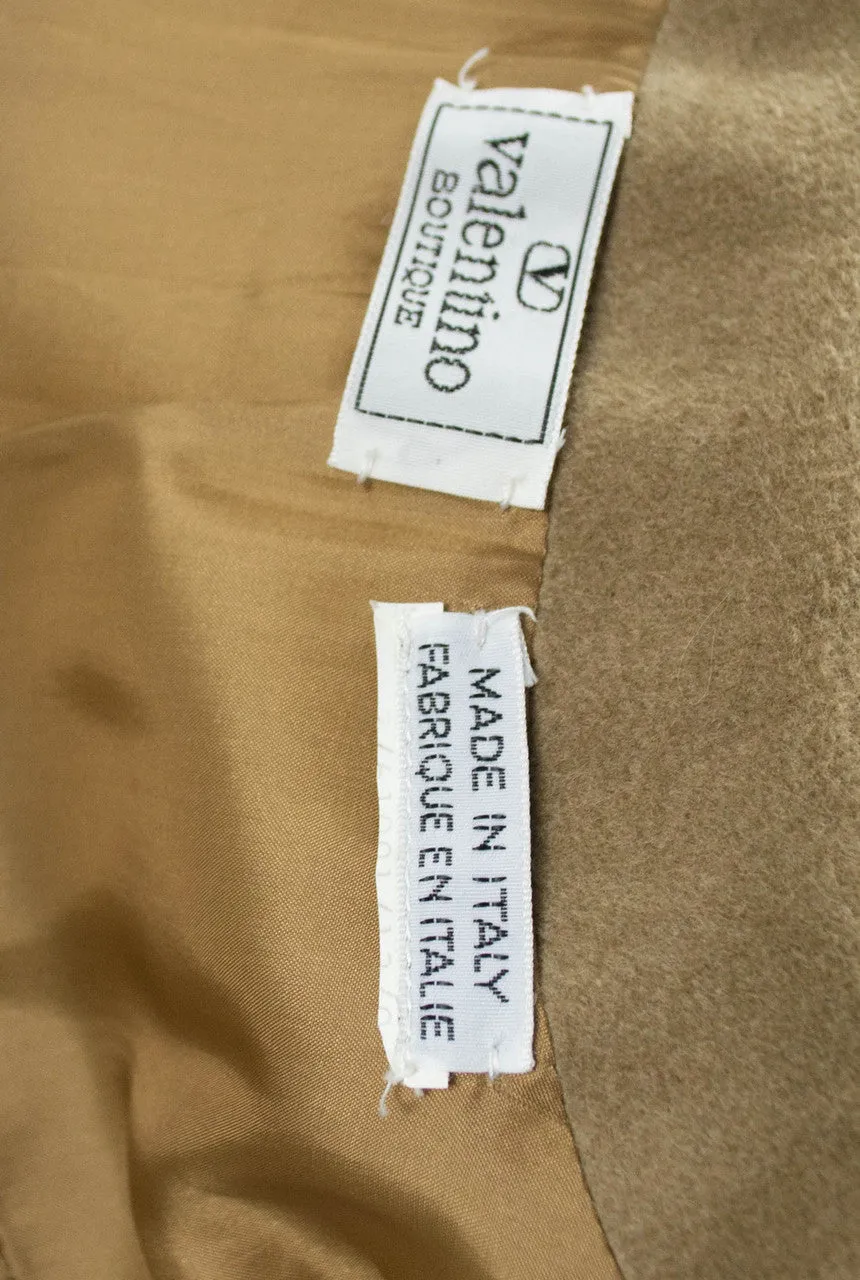 V
valentino
BOUTIQUE
MADE IN ITALY
FABRIQUE EN ITALIE